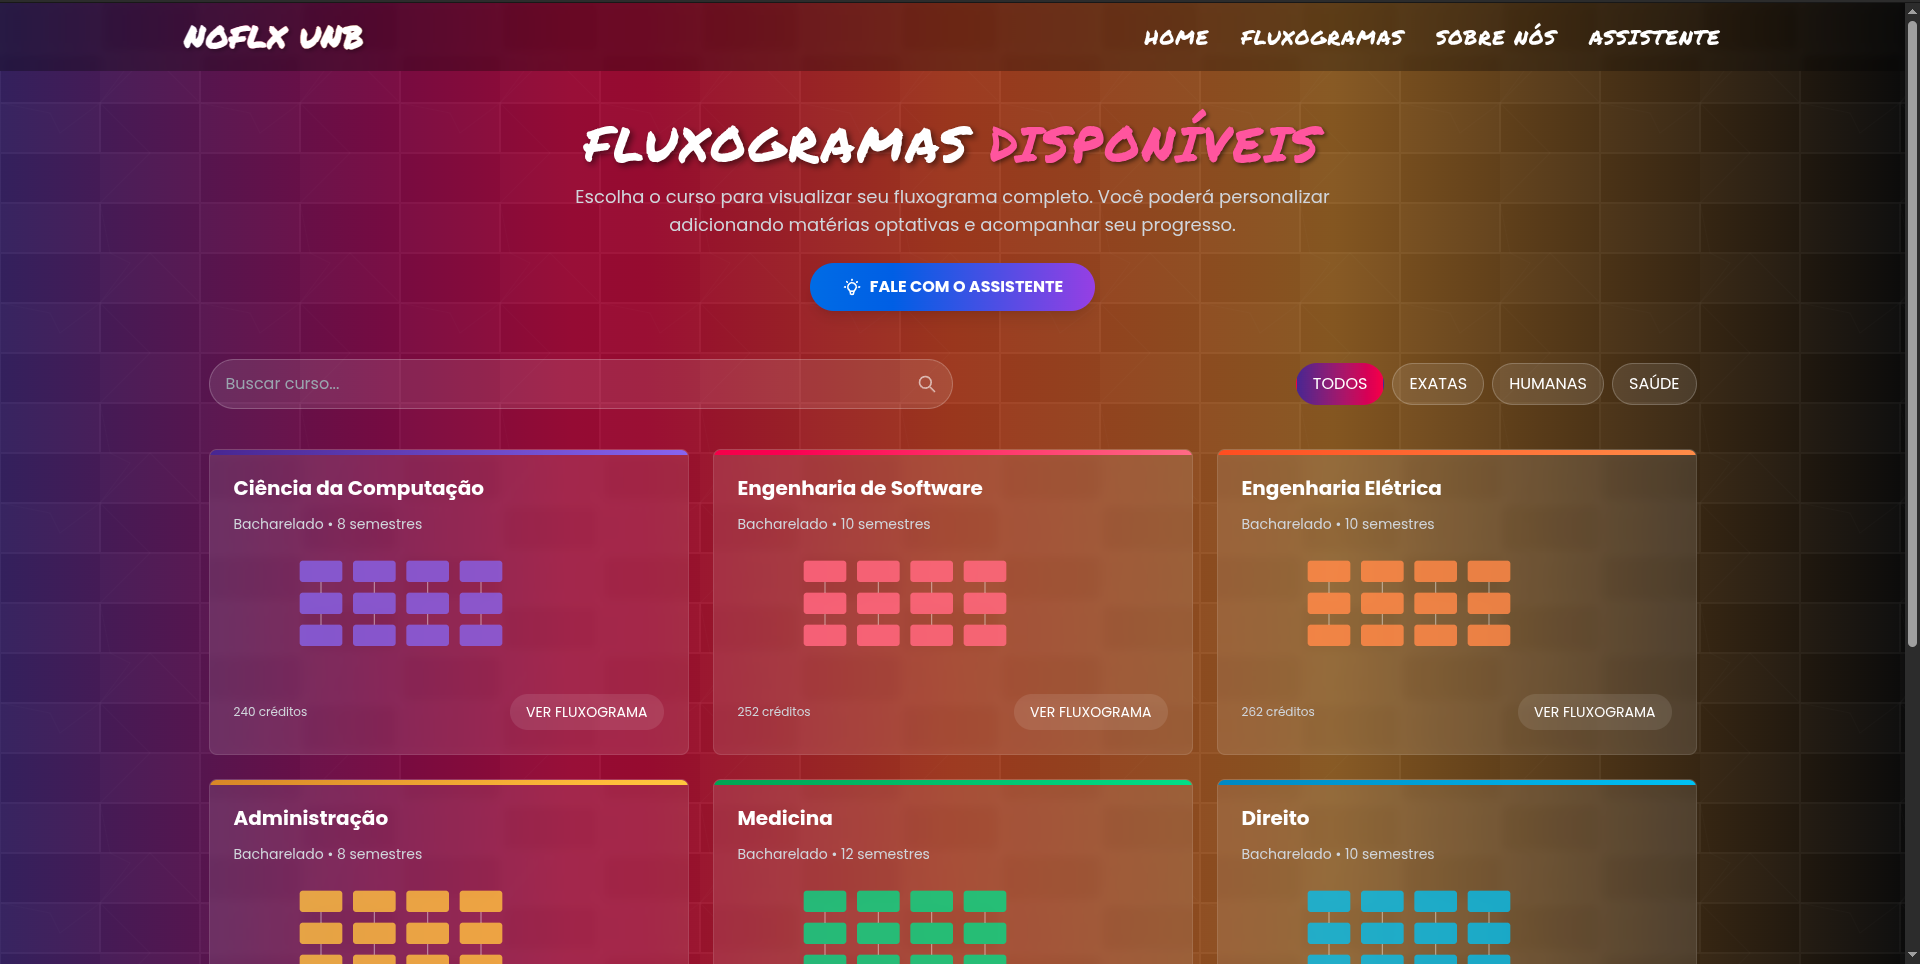 NOFLX UNB
HOME FLUXOGRAMAS SOBRE NÓS ASSISTENTE
FLUXOGRAMAS DISPONÍVEIS
Escolha o curso para visualizar seu fluxograma completo. Você poderá personalizar
adicionando matérias optativas e acompanhar seu progresso.
FALE COM O ASSISTENTE
Buscar curso...
TODOS EXATAS HUMANAS SAÚDE
Ciência da Computação
Bacharelado • 8 semestres
240 créditos
VER FLUXOGRAMA
Engenharia de Software
Bacharelado • 10 semestres
252 créditos
VER FLUXOGRAMA
Engenharia Elétrica
Bacharelado • 10 semestres
262 créditos
VER FLUXOGRAMA
Administração
Bacharelado • 8 semestres
Medicina
Bacharelado • 12 semestres
Direito
Bacharelado • 10 semestres